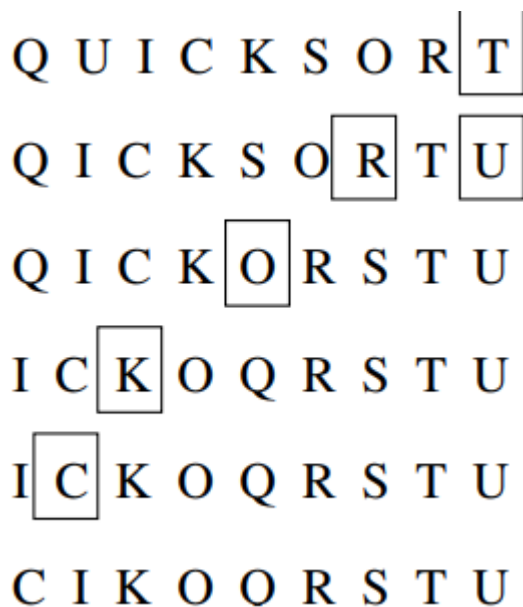 Q U I C K S O R T
Q I C K S O R T U
Q I C K O R S T U
I C K O Q R S T U
I C K O Q R S T U
C I K O Q R S T U